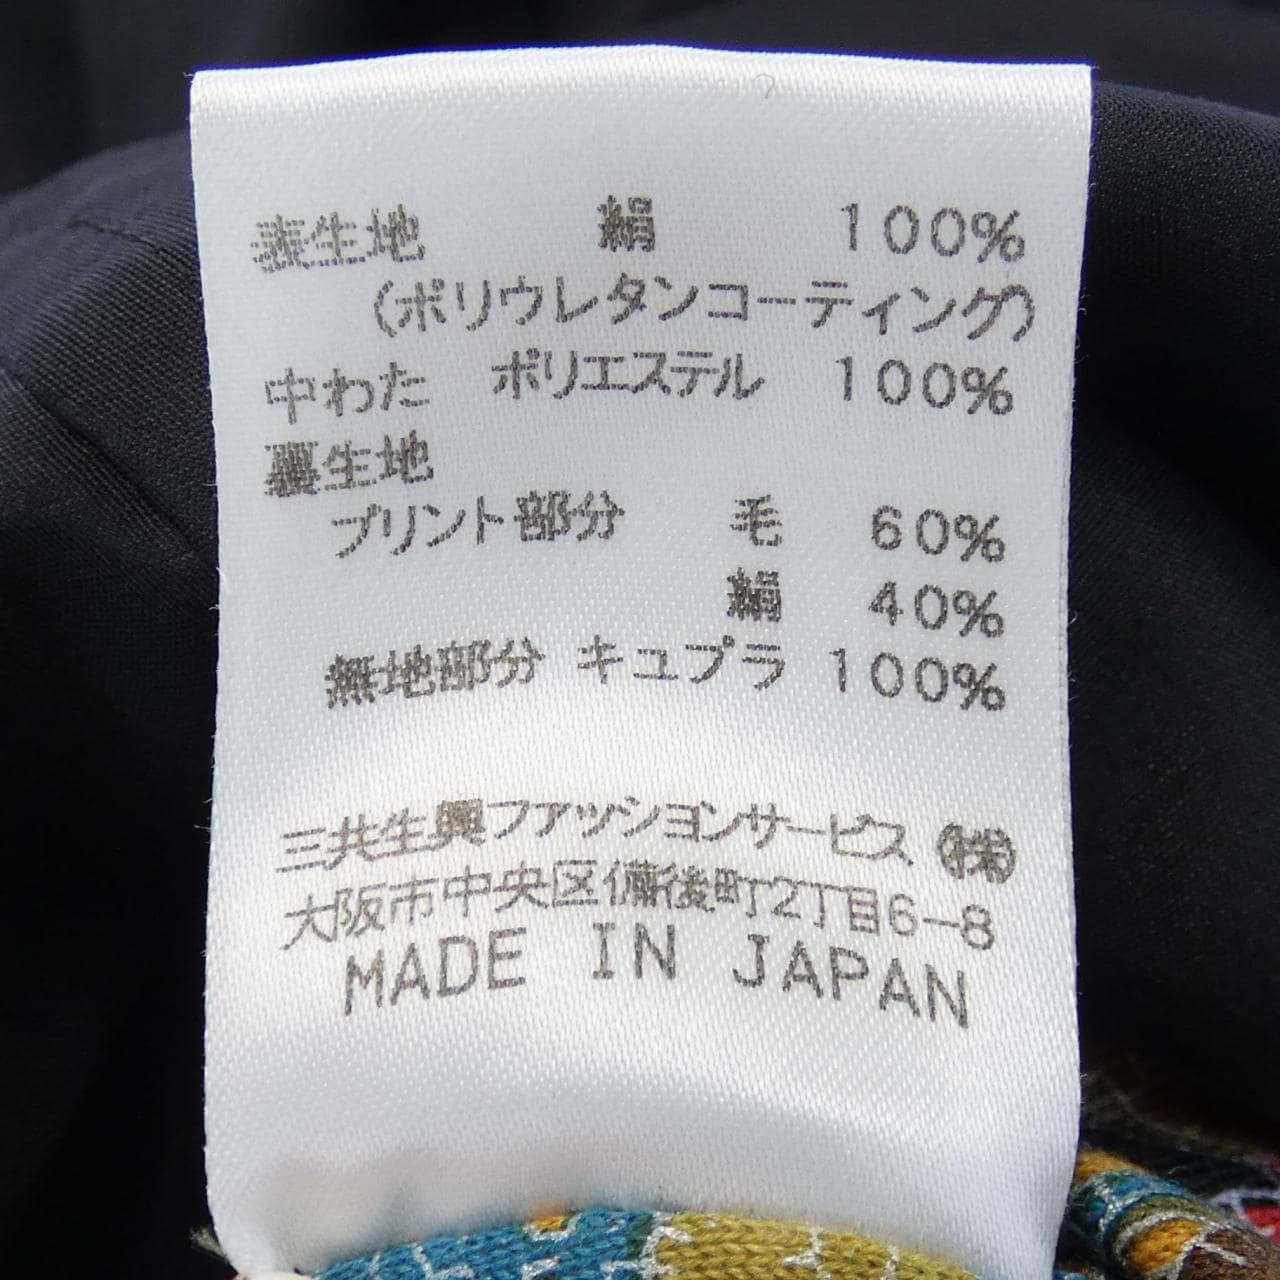 表生地 絹 100%
(ポリウレタンコーティング)
中わた ポリエステル 100%
裏生地
プリント部分 毛 60%
絹 40%
無地部分 キュプラ 100%
三共生興ファッションサービス ㈱
大阪市中央区備後町2丁目6-8
MADE IN JAPAN